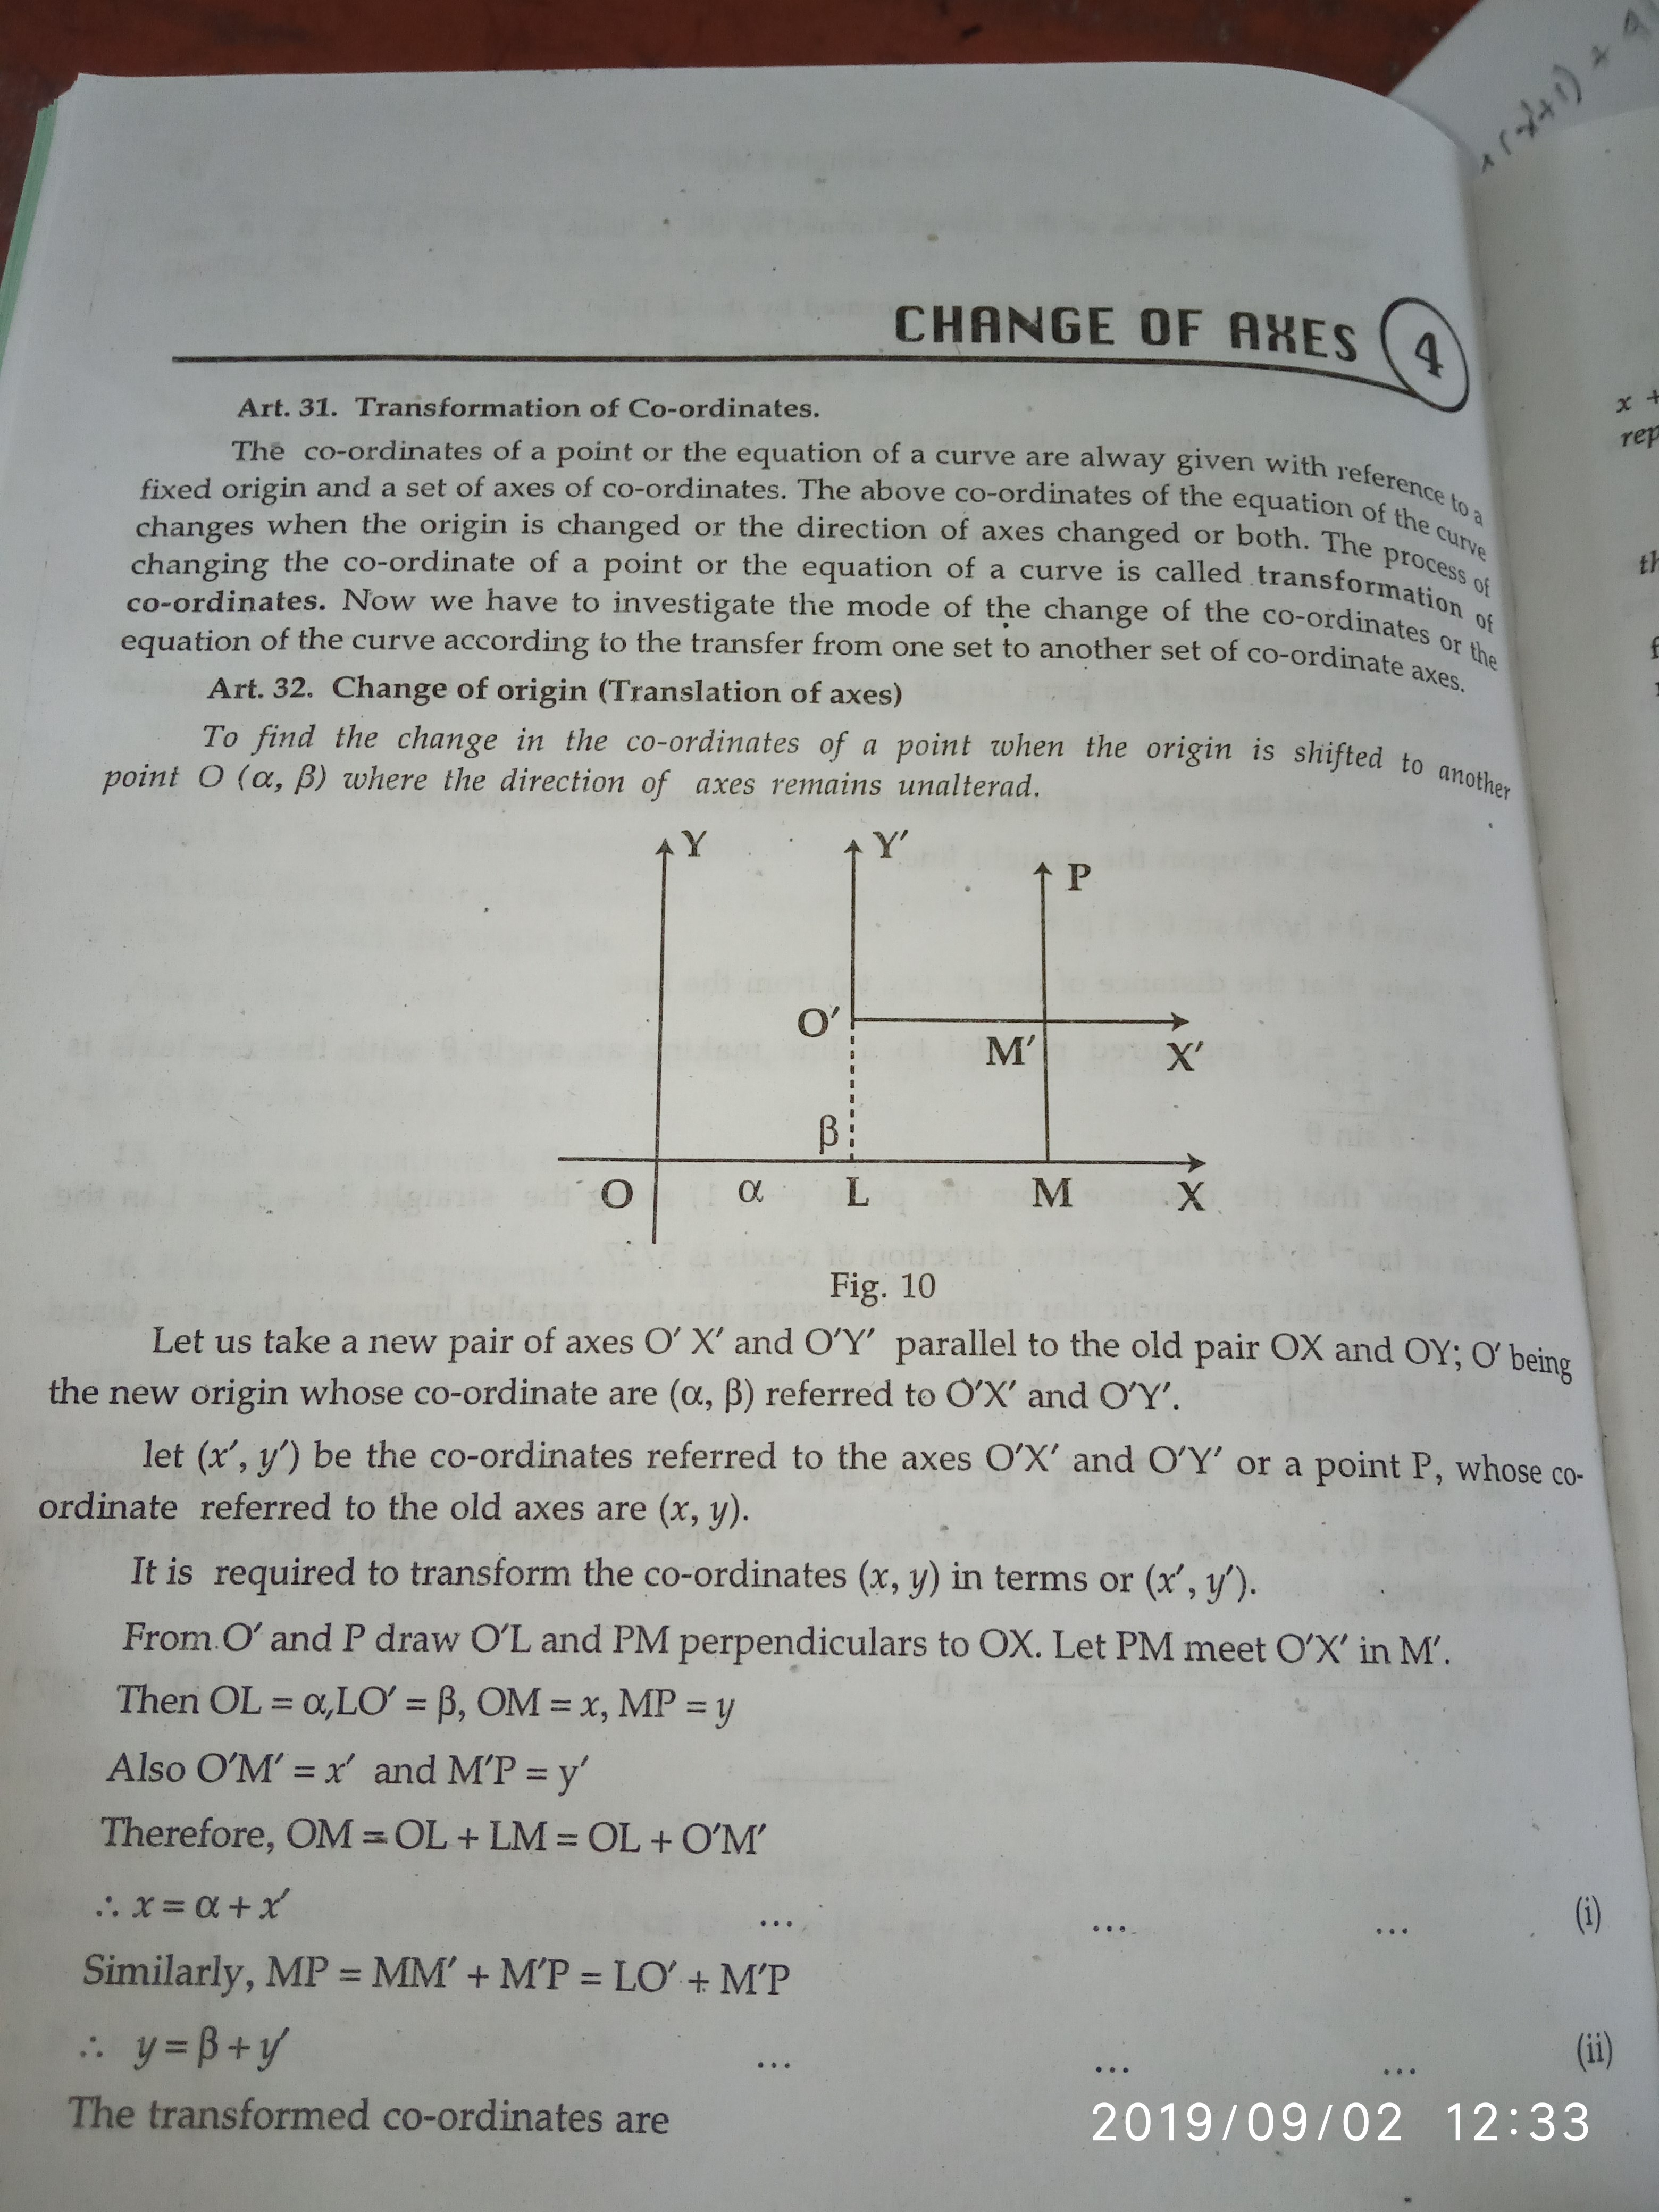 x(-x+1) +
CHANGE OF AXES 4
Art. 31. Transformation of Co-ordinates.
The co-ordinates of a point or the equation of a curve are alway given with reference to a
fixed origin and a set of axes of co-ordinates. The above co-ordinates of the equation of the curve
changes when the origin is changed or the direction of axes changed or both. The process of
changing the co-ordinate of a point or the equation of a curve is called transformation of
co-ordinates. Now we have to investigate the mode of the change of the co-ordinates or the
equation of the curve according to the transfer from one set to another set of co-ordinate axes.
Art. 32. Change of origin (Translation of axes)
To find the change in the co-ordinates of a point when the origin is shifted to another
point O (α, β) where the direction of axes remains unalterad.
Y Y′ P
O′ M′ X′
β
O α L M X
Fig. 10
Let us take a new pair of axes O′ X′ and O′Y′ parallel to the old pair OX and OY; O′ being
the new origin whose co-ordinate are (α, β) referred to O′X′ and O′Y′.
let (x′, y′) be the co-ordinates referred to the axes O′X′ and O′Y′ or a point P, whose co-
ordinate referred to the old axes are (x, y).
It is required to transform the co-ordinates (x, y) in terms or (x′, y′).
From O′ and P draw O′L and PM perpendiculars to OX. Let PM meet O′X′ in M′.
Then OL = α,LO′ = β, OM = x, MP = y
Also O′M′ = x′ and M′P = y′
Therefore, OM = OL + LM = OL + O′M′
∴ x = α + x′ ... ... ... (i)
Similarly, MP = MM′ + M′P = LO′ + M′P
∴ y = β + y′ ... ... ... (ii)
The transformed co-ordinates are
2019/09/02 12:33
x +
rep
th